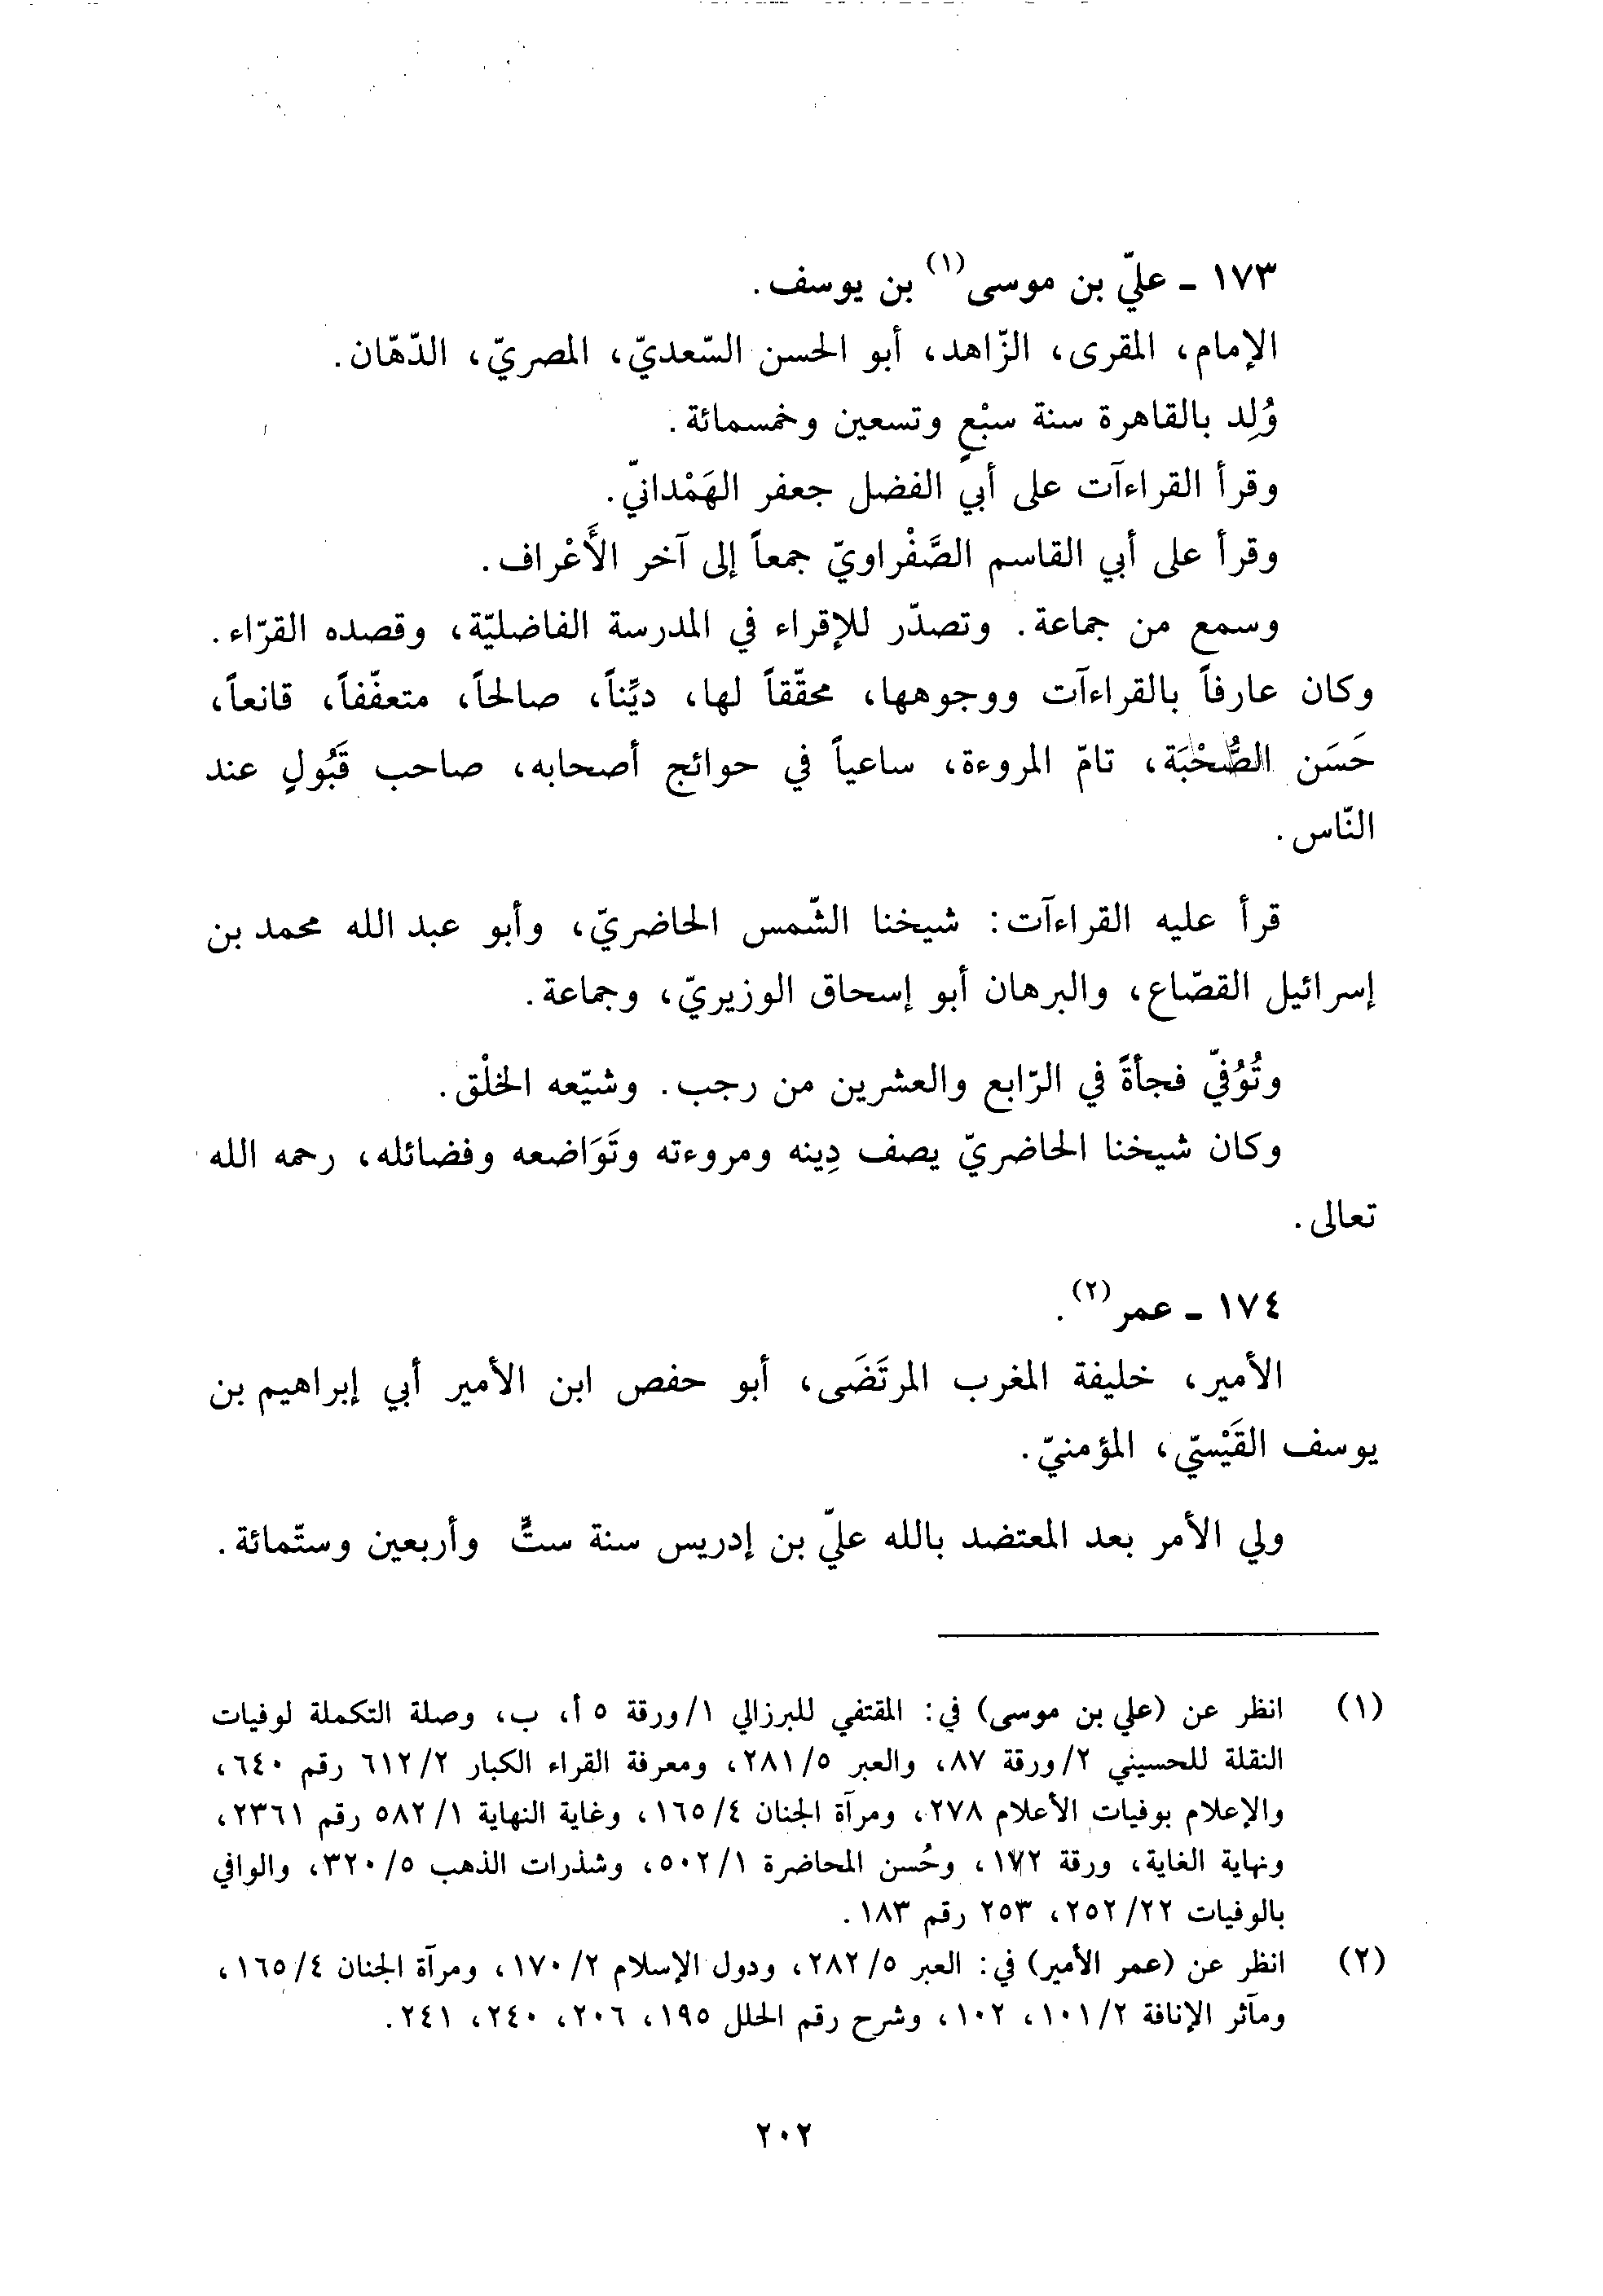 ١٧٣ ـ عليّ بن موسى(١) بن يوسف.
الإمام، المقرى، الزّاهد، أبو الحسن السّعديّ، المصريّ، الدّهّان.
وُلِد بالقاهرة سنة سبْعٍ وتسعين وخمسمائة.
وقرأ القراءآت على أبي الفضل جعفر الهَمْدانيّ.
وقرأ على أبي القاسم الصَّفْراويّ جمعاً إلى آخر الأَعْراف.
وسمع من جماعة. وتصدّر للإقراء في المدرسة الفاضليّة، وقصده القرّاء.
وكان عارفاً بالقراءآت ووجوهها، محقّقاً لها، ديِّناً، صالحاً، متعفّفاً، قانعاً،
حَسَن الصُّحْبَة، تامّ المروءة، ساعياً في حوائج أصحابه، صاحب قَبُولٍ عند
النّاس.
قرأ عليه القراءآت: شيخنا الشّمس الحاضريّ، وأبو عبد الله محمد بن
إسرائيل القصّاع، والبرهان أبو إسحاق الوزيريّ، وجماعة.
وتُوُفّي فجأةً في الرّابع والعشرين من رجب. وشيّعه الخلْق.
وكان شيخنا الحاضريّ يصف دِينه ومروءته وتَوَاضعه وفضائله، رحمه الله
تعالى.
١٧٤ ـ عمر(٢).
الأمير، خليفة المغرب المرتَضَى، أبو حفص ابن الأمير أبي إبراهيم بن
يوسف القَيْسيّ، المؤمنيّ.
ولي الأمر بعد المعتضد بالله عليّ بن إدريس سنة ستٍّ وأربعين وستّمائة.
(١) انظر عن (علي بن موسى) في: المقتفي للبرزالي ١/ورقة ٥ أ، ب، وصلة التكملة لوفيات
النقلة للحسيني ٢/ورقة ٨٧، والعبر ٢٨١/٥، ومعرفة القراء الكبار ٦١٢/٢ رقم ٦٤٠،
والإعلام بوفيات الأعلام ٢٧٨، ومرآة الجنان ١٦٥/٤، وغاية النهاية ٥٨٢/١ رقم ٢٣٦١،
ونهاية الغاية، ورقة ١٧٢، وحُسن المحاضرة ٥٠٢/١، وشذرات الذهب ٣٢٠/٥، والوافي
بالوفيات ٢٥٢/٢٢، ٢٥٣ رقم ١٨٣.
(٢) انظر عن (عمر الأمير) في: العبر ٢٨٢/٥، ودول الإسلام ١٧٠/٢، ومرآة الجنان ١٦٥/٤،
ومآثر الإنافة ١٠١/٢، ١٠٢، وشرح رقم الحلل ١٩٥، ٢٠٦، ٢٤٠، ٢٤١.
٢٠٢